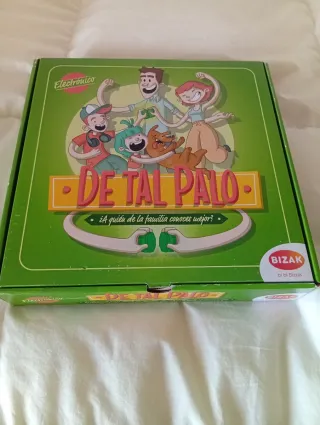 Electrónico
DE TAL PALO
¿A quién de la familia conoces mejor?
BIZAK
DE TAL PALO